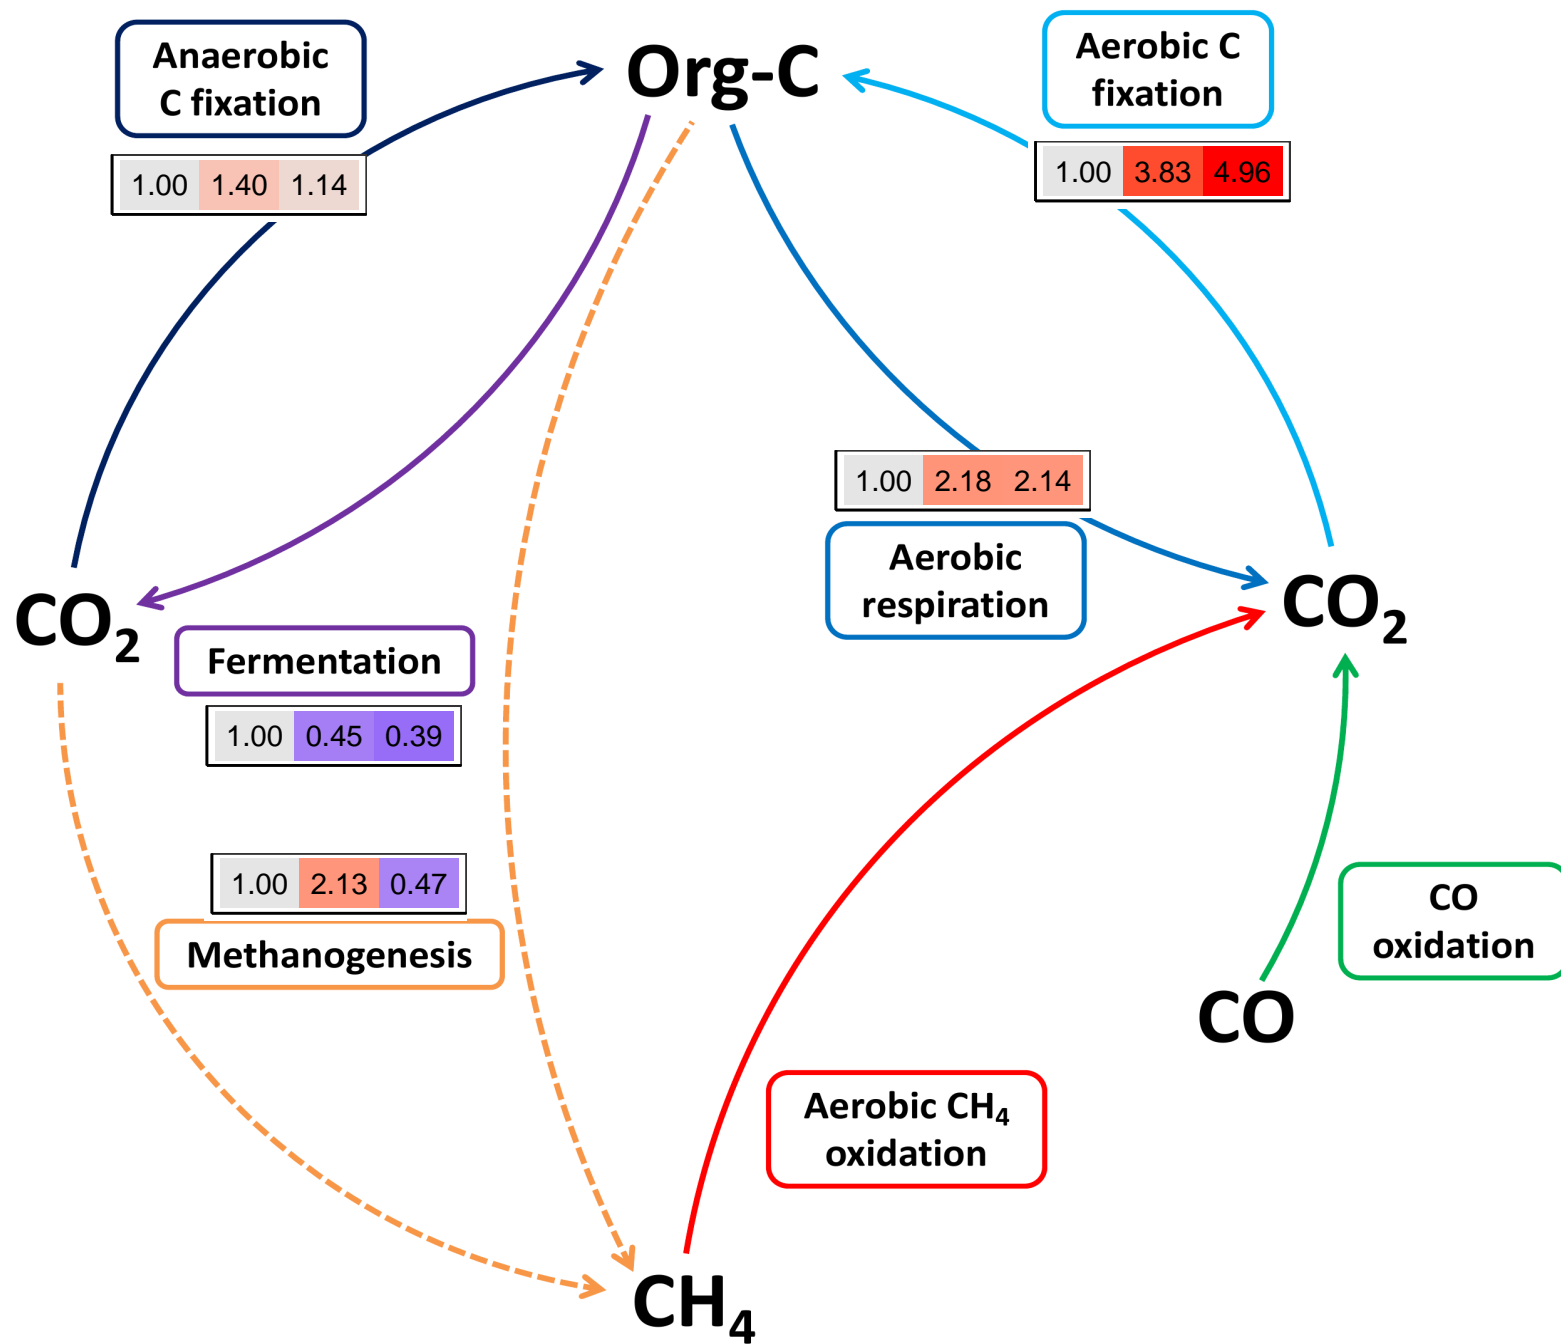 Anaerobic
C fixation
1.00 1.40 1.14
Org-C
Aerobic C
fixation
1.00 3.83 4.96
1.00 2.18 2.14
Aerobic
respiration
CO₂
CO₂
Fermentation
1.00 0.45 0.39
1.00 2.13 0.47
Methanogenesis
CO
oxidation
CO
Aerobic CH₄
oxidation
CH₄